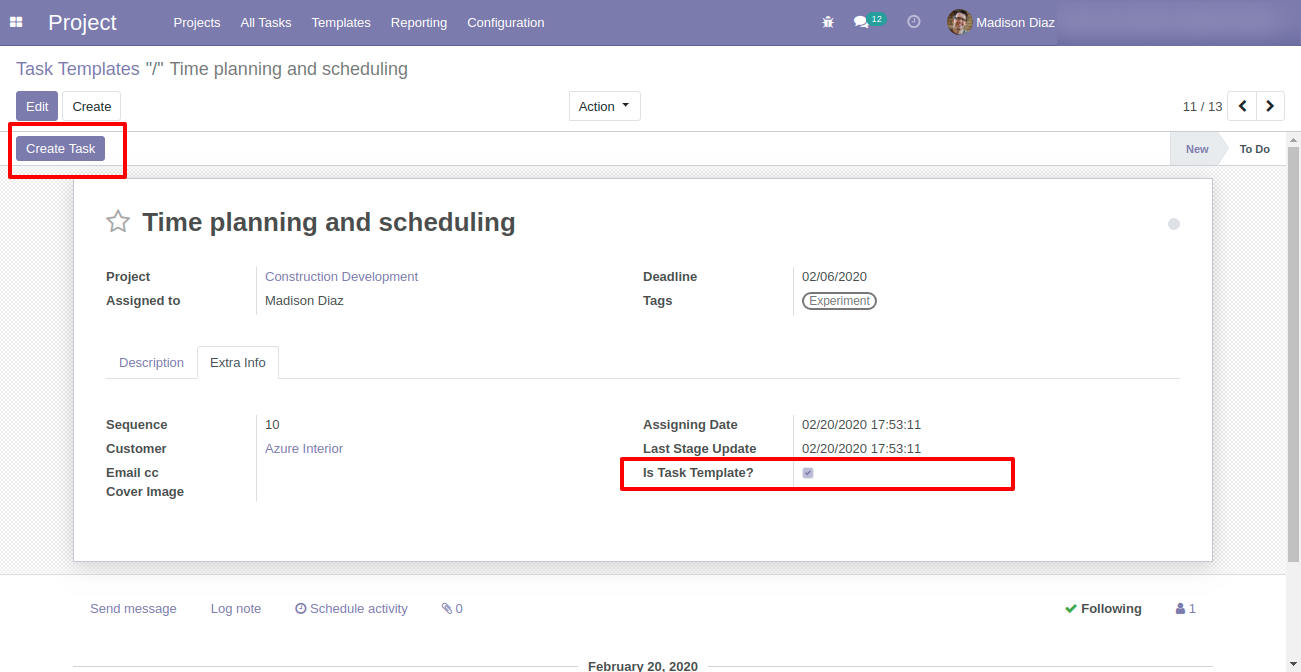 Project Projects All Tasks Templates Reporting Configuration 12 Madison Diaz
Task Templates "/" Time planning and scheduling
Edit Create Action 11 / 13
Create Task New To Do
Time planning and scheduling
Project Construction Development Deadline 02/06/2020
Assigned to Madison Diaz Tags Experiment
Description Extra Info
Sequence 10 Assigning Date 02/20/2020 17:53:11
Customer Azure Interior Last Stage Update 02/20/2020 17:53:11
Email cc Is Task Template?
Cover Image
Send message Log note Schedule activity 0 Following 1
February 20, 2020